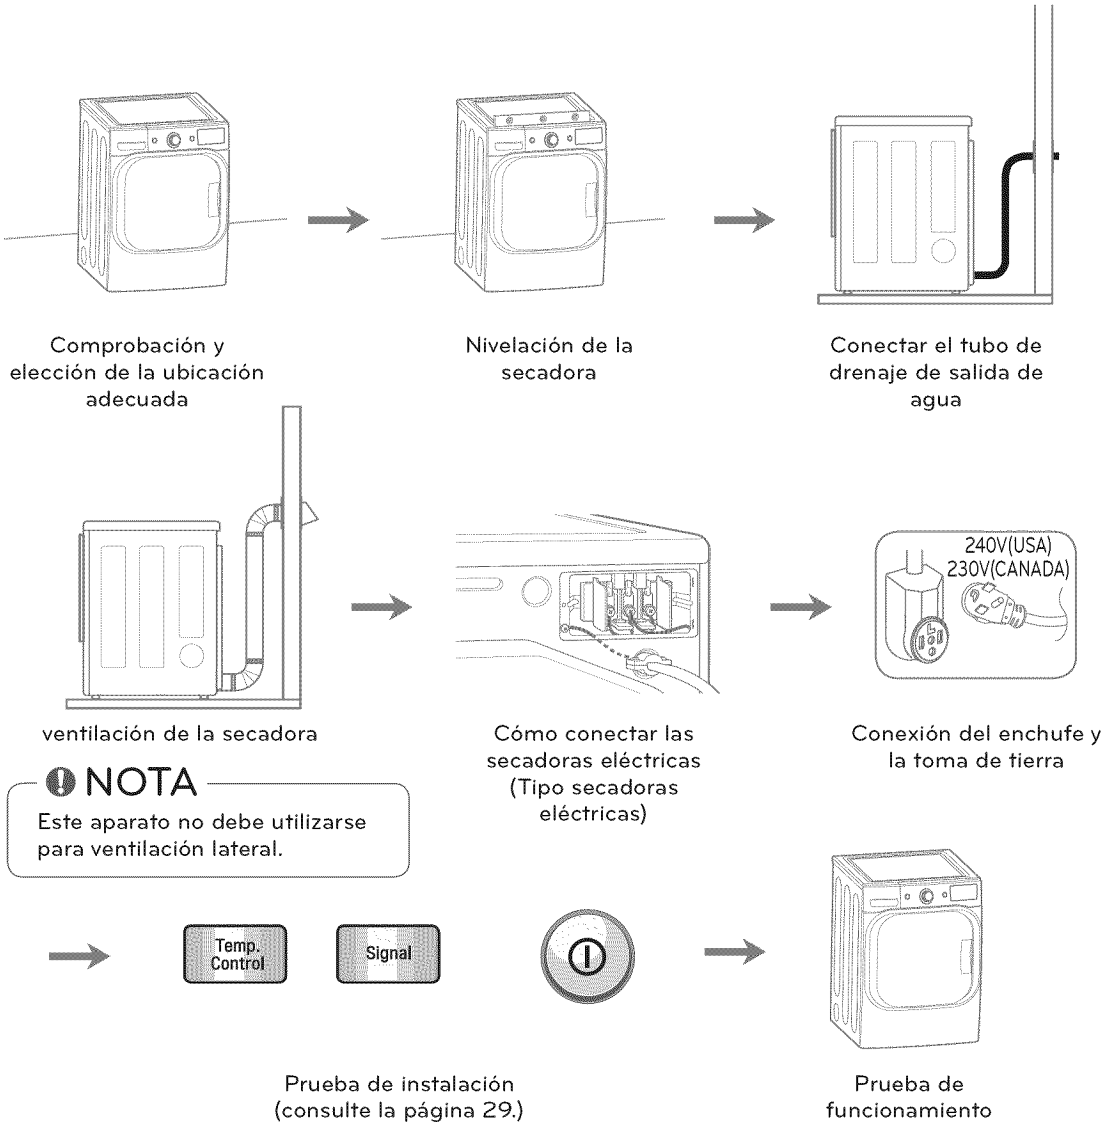 Comprobación y
elección de la ubicación
adecuada
Nivelación de la
secadora
Conectar el tubo de
drenaje de salida de
agua
240V(USA)
230V(CANADA)
ventilación de la secadora
Cómo conectar las
secadoras eléctricas
(Tipo secadoras
eléctricas)
Conexión del enchufe y
la toma de tierra
NOTA
Este aparato no debe utilizarse
para ventilación lateral.
Temp.
Control
Signal
Prueba de instalación
(consulte la página 29.)
Prueba de
funcionamiento